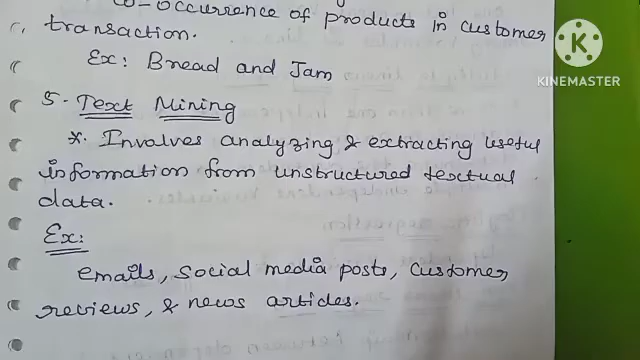 co-occurrence of products in customer
transaction.
Ex: Bread and Jam
5. Text Mining
*. Involves analyzing & extracting useful
information from unstructured textual
data.
Ex:
emails, social media posts, customer
reviews, & news articles.
KINEMASTER